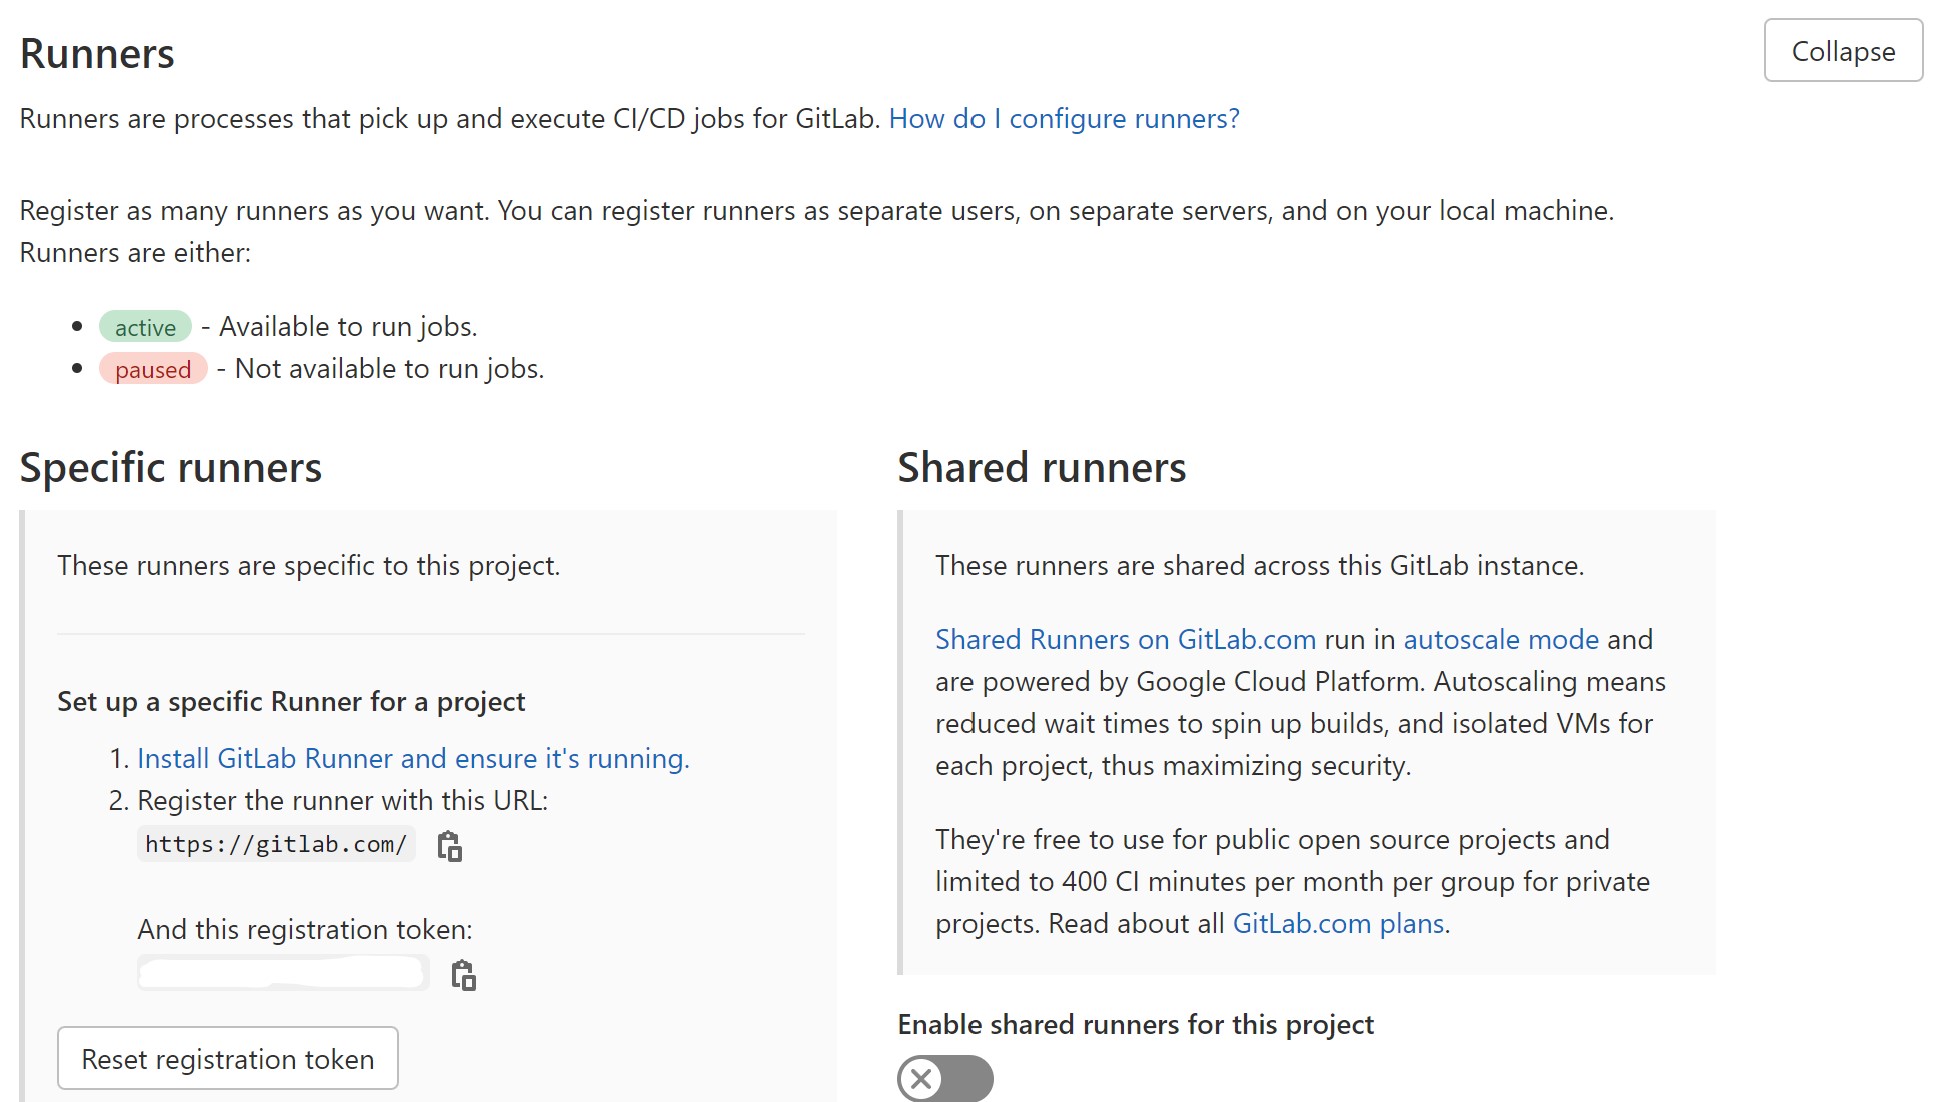 Runners
Collapse
Runners are processes that pick up and execute CI/CD jobs for GitLab. How do I configure runners?
Register as many runners as you want. You can register runners as separate users, on separate servers, and on your local machine.
Runners are either:
active - Available to run jobs.
paused - Not available to run jobs.
Specific runners
These runners are specific to this project.
Set up a specific Runner for a project
1. Install GitLab Runner and ensure it's running.
2. Register the runner with this URL:
https://gitlab.com/
And this registration token:
Reset registration token
Shared runners
These runners are shared across this GitLab instance.
Shared Runners on GitLab.com run in autoscale mode and
are powered by Google Cloud Platform. Autoscaling means
reduced wait times to spin up builds, and isolated VMs for
each project, thus maximizing security.
They're free to use for public open source projects and
limited to 400 CI minutes per month per group for private
projects. Read about all GitLab.com plans.
Enable shared runners for this project